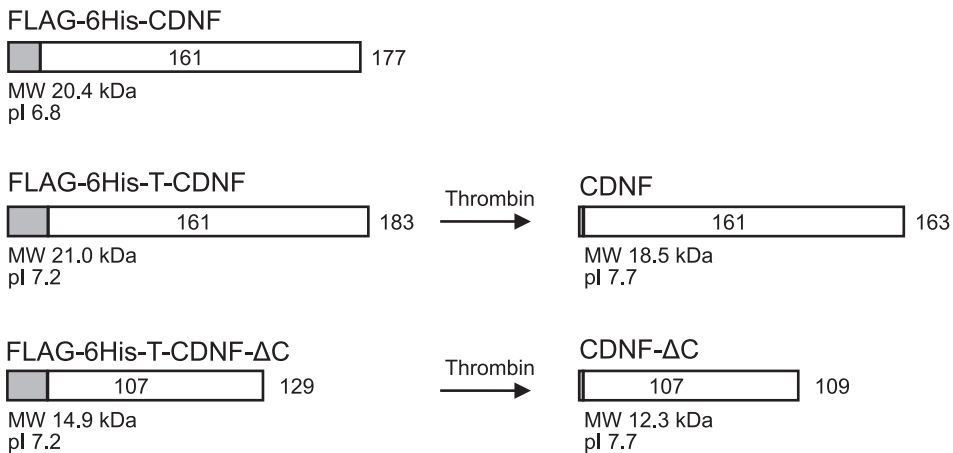 FLAG-6His-CDNF
161 177
MW 20.4 kDa
pI 6.8
FLAG-6His-T-CDNF
161 183
MW 21.0 kDa
pI 7.2
Thrombin
CDNF
161 163
MW 18.5 kDa
pI 7.7
FLAG-6His-T-CDNF-ΔC
107 129
MW 14.9 kDa
pI 7.2
Thrombin
CDNF-ΔC
107 109
MW 12.3 kDa
pI 7.7